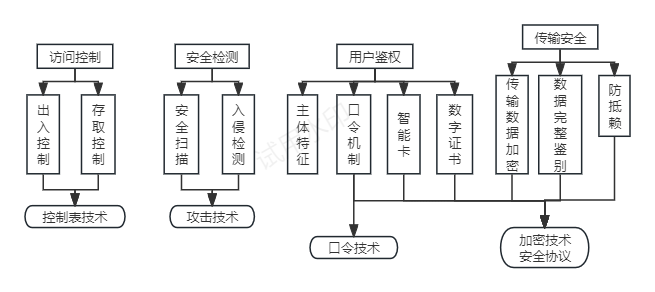 访问控制
安全检测
用户鉴权
传输安全
出入控制
存取控制
安全扫描
入侵检测
主体特征
口令机制
智能卡
数字证书
传输数据加密
数据完整鉴别
防抵赖
控制表技术
攻击技术
口令技术
加密技术
安全协议
试用水印